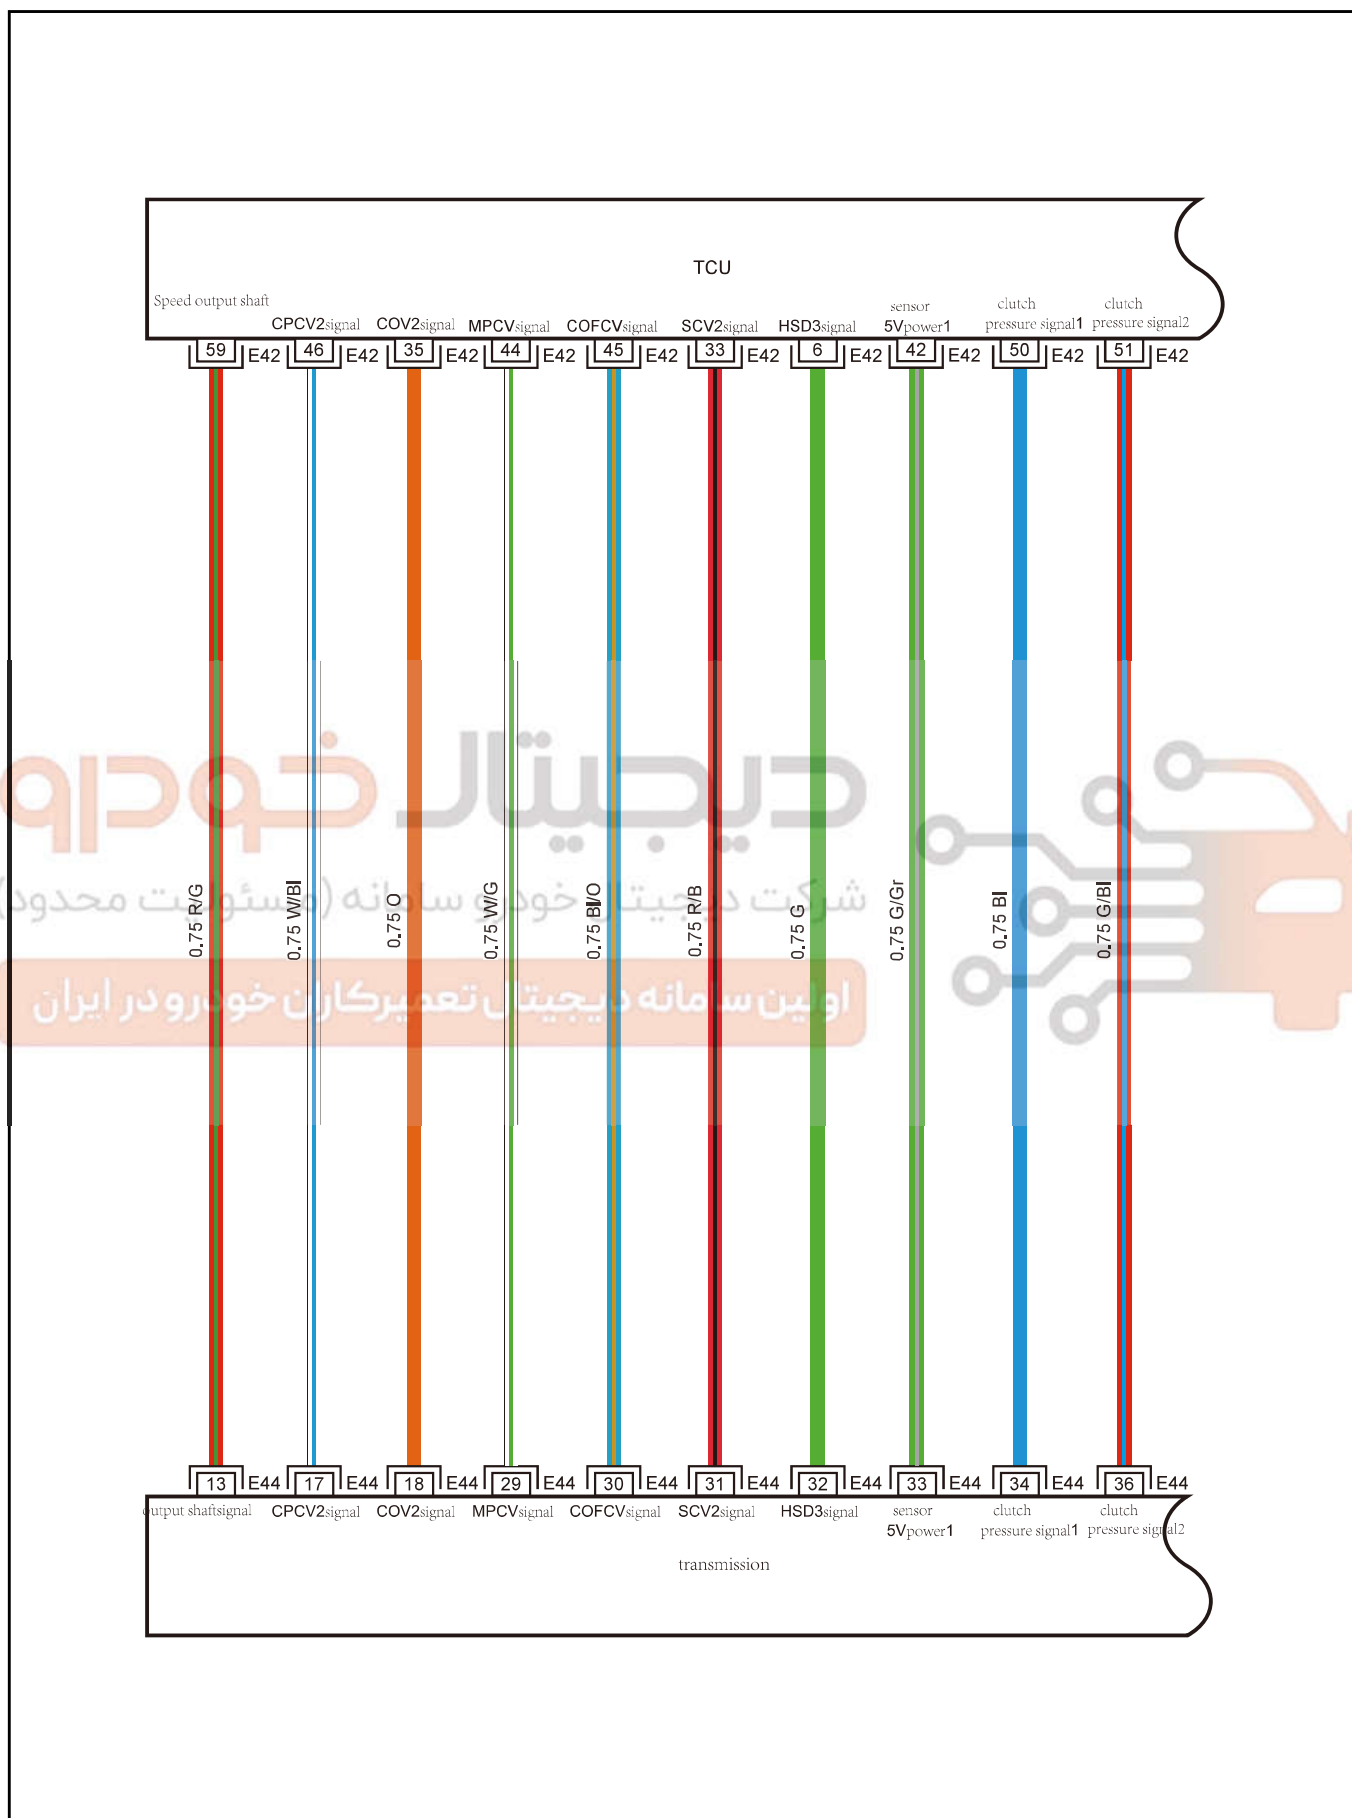 TCU
Speed output shaft
CPCV2signal
COV2signal
MPCVsignal
COFCVsignal
SCV2signal
HSD3signal
sensor
5Vpower1
clutch
pressure signal1
clutch
pressure signal2
59 E42 46 E42 35 E42 44 E42 45 E42 33 E42 6 E42 42 E42 50 E42 51 E42
دیجیتال خودرو
شرکت دیجیتال خودرو سامانه (مسئولیت محدود)
اولین سامانه دیجیتال تعمیرکاران خودرو در ایران
0.75 R/G
0.75 W/Bl
0.75 O
0.75 W/G
0.75 Bl/O
0.75 R/B
0.75 G
0.75 G/Gr
0.75 Bl
0.75 G/Bl
13 E44 17 E44 18 E44 29 E44 30 E44 31 E44 32 E44 33 E44 34 E44 36 E44
output shaftsignal
CPCV2signal
COV2signal
MPCVsignal
COFCVsignal
SCV2signal
HSD3signal
sensor
5Vpower1
clutch
pressure signal1
clutch
pressure signal2
transmission